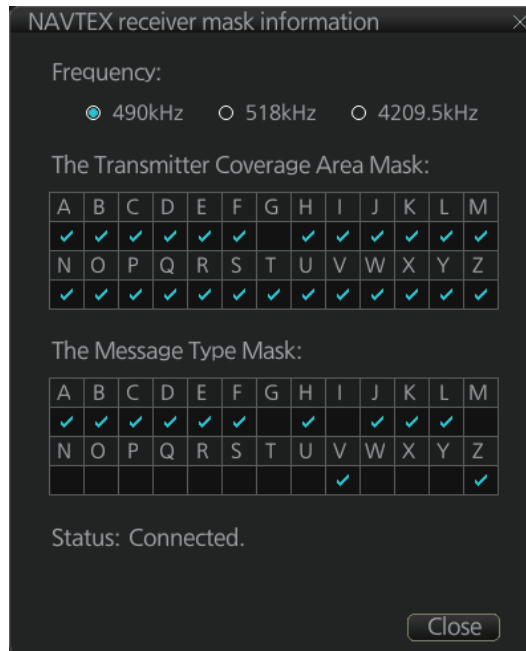 NAVTEX receiver mask information
Frequency:
490kHz 518kHz 4209.5kHz
The Transmitter Coverage Area Mask:
A B C D E F G H I J K L M
N O P Q R S T U V W X Y Z
The Message Type Mask:
A B C D E F G H I J K L M
N O P Q R S T U V W X Y Z
Status: Connected.
Close